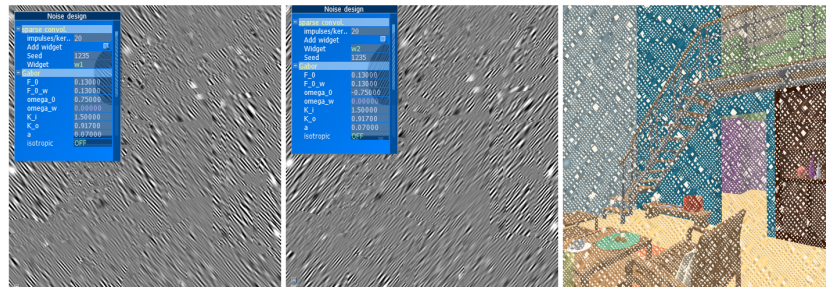 Noise design
sparse convol.
impulses/ker.. 20
Add widget
Seed 1235
Widget w1
Gabor
F_0 0.13000
F_0_w 0.13000
omega_0 0.75000
omega_w 0.00000
K_i 1.50000
K_o 0.91700
a 0.07000
isotropic OFF
Noise design
sparse convol.
impulses/ker.. 20
Add widget
Widget w2
Seed 1235
Gabor
F_0 0.13000
F_0_w 0.13000
omega_0 -0.75000
omega_w 0.00000
K_i 1.50000
K_o 0.91700
a 0.07000
isotropic OFF